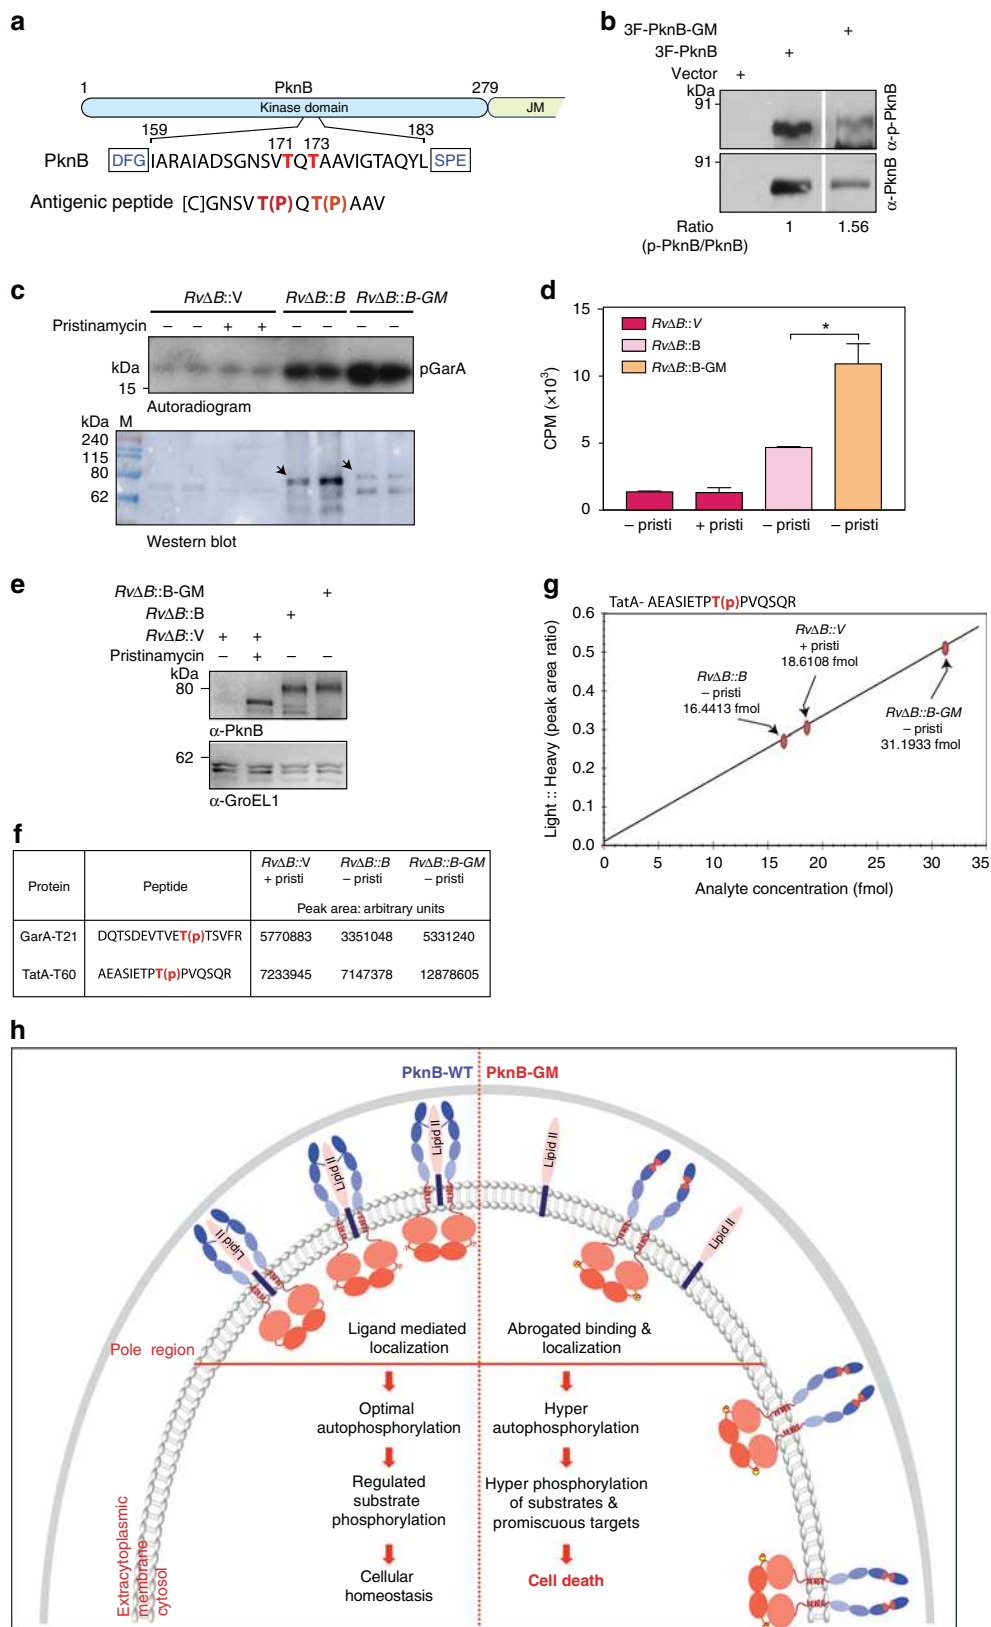 a
1 PknB 279
Kinase domain JM
159 171 173 183
PknB DFG IARAIADSGNSVTQTAAVIGTAQYL SPE
Antigenic peptide [C]GNSV T(P) Q T(P) AAV
b
3F-PknB-GM +
3F-PknB +
Vector +
kDa
91
α-p-PknB
91
α-PknB
Ratio 1 1.56
(p-PknB/PknB)
c
RvΔB::V RvΔB::B RvΔB::B-GM
Pristinamycin – – + + – – – –
kDa
15
pGarA
Autoradiogram
kDa M
240
115
80
62
Western blot
d
15
10
5
0
CPM (×10³)
RvΔB::V
RvΔB::B
RvΔB::B-GM
*
– pristi + pristi – pristi – pristi
e
RvΔB::B-GM +
RvΔB::B +
RvΔB::V + +
Pristinamycin – + – –
kDa
80
α-PknB
62
α-GroEL1
f
Protein Peptide RvΔB::V RvΔB::B RvΔB::B-GM
+ pristi – pristi – pristi
Peak area: arbitrary units
GarA-T21 DQTSDEVTVET(p)TSVFR 5770883 3351048 5331240
TatA-T60 AEASIETPT(p)PVQSQR 7233945 7147378 12878605
g
TatA- AEASIETPT(p)PVQSQR
0.6
0.5
0.4
0.3
0.2
0.1
0.0
Light :: Heavy (peak area ratio)
RvΔB::V
+ pristi
18.6108 fmol
RvΔB::B
– pristi
16.4413 fmol
RvΔB::B-GM
– pristi
31.1933 fmol
0 5 10 15 20 25 30 35
Analyte concentration (fmol)
h
PknB-WT PknB-GM
Lipid II
Lipid II
Lipid II
Lipid II
Lipid II
Pole region
Ligand mediated
localization
Abrogated binding &
localization
Optimal
autophosphorylation
Hyper
autophosphorylation
Regulated
substrate
phosphorylation
Hyper phosphorylation
of substrates &
promiscuous targets
Cellular
homeostasis
Cell death
Extracytoplasmic
membrane
cytosol